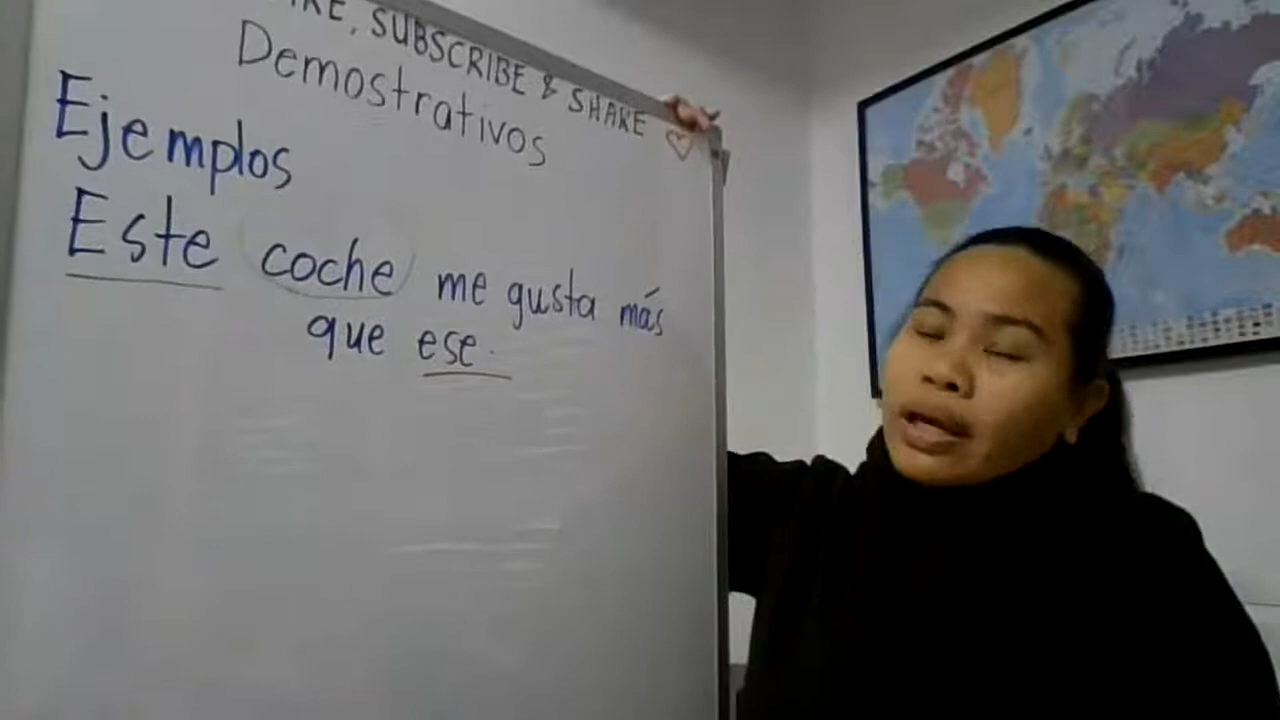 SUBSCRIBE & SHARE
Demostrativos
Ejemplos
Este coche me gusta más
que ese.